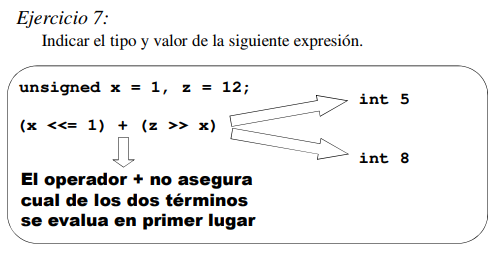 Ejercicio 7:
Indicar el tipo y valor de la siguiente expresión.
unsigned x = 1, z = 12;
int 5
(x <<= 1) + (z >> x)
int 8
El operador + no asegura
cual de los dos términos
se evalua en primer lugar